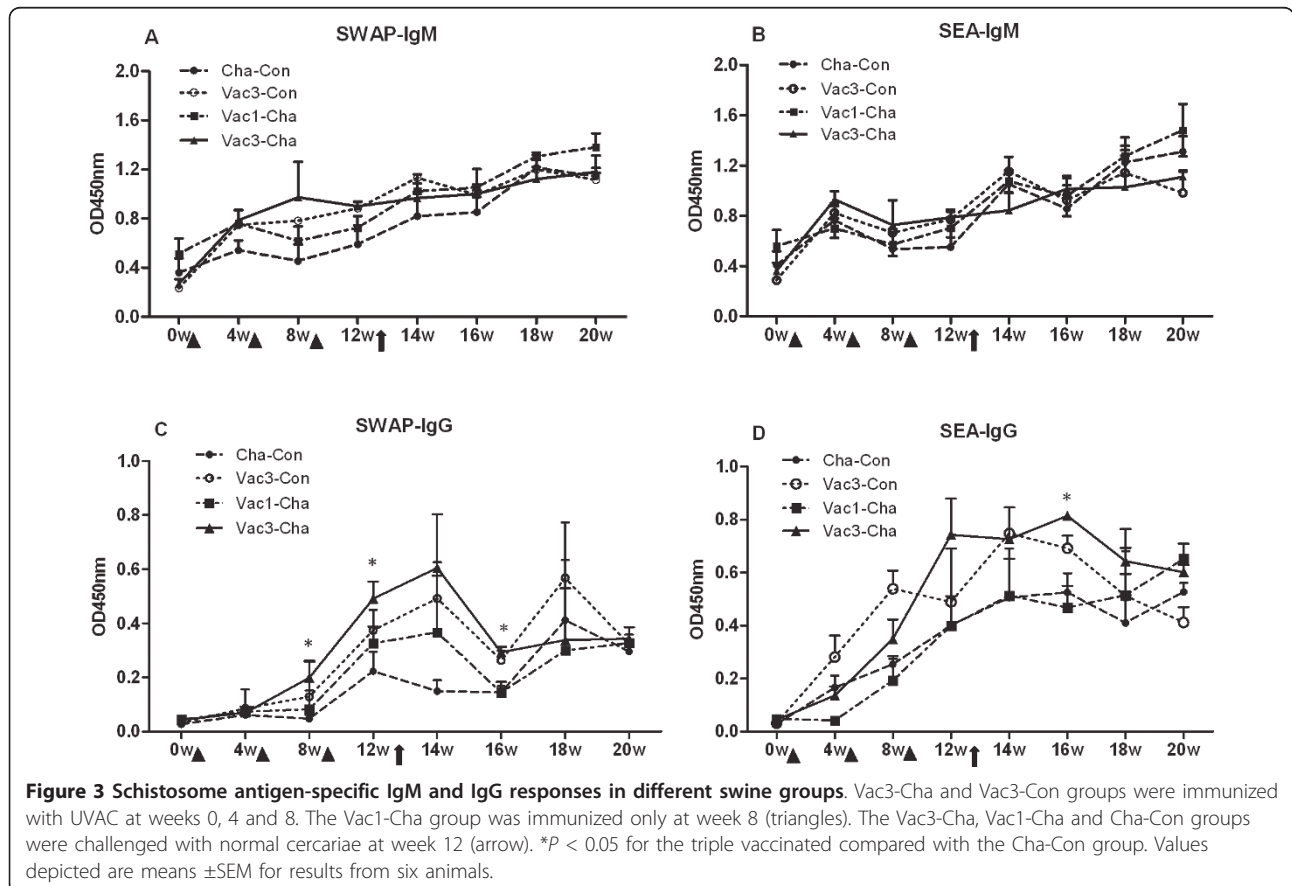 A
SWAP-IgM
OD450nm
2.0
1.6
1.2
0.8
0.4
0.0
Cha-Con
Vac3-Con
Vac1-Cha
Vac3-Cha
0w 4w 8w 12w 14w 16w 18w 20w
B
SEA-IgM
OD450nm
2.0
1.6
1.2
0.8
0.4
0.0
Cha-Con
Vac3-Con
Vac1-Cha
Vac3-Cha
0w 4w 8w 12w 14w 16w 18w 20w
C
SWAP-IgG
OD450nm
1.0
0.8
0.6
0.4
0.2
0.0
Cha-Con
Vac3-Con
Vac1-Cha
Vac3-Cha
* * *
0w 4w 8w 12w 14w 16w 18w 20w
D
SEA-IgG
OD450nm
1.0
0.8
0.6
0.4
0.2
0.0
Cha-Con
Vac3-Con
Vac1-Cha
Vac3-Cha
*
0w 4w 8w 12w 14w 16w 18w 20w
Figure 3 Schistosome antigen-specific IgM and IgG responses in different swine groups. Vac3-Cha and Vac3-Con groups were immunized
with UVAC at weeks 0, 4 and 8. The Vac1-Cha group was immunized only at week 8 (triangles). The Vac3-Cha, Vac1-Cha and Cha-Con groups
were challenged with normal cercariae at week 12 (arrow). *P < 0.05 for the triple vaccinated compared with the Cha-Con group. Values
depicted are means ±SEM for results from six animals.